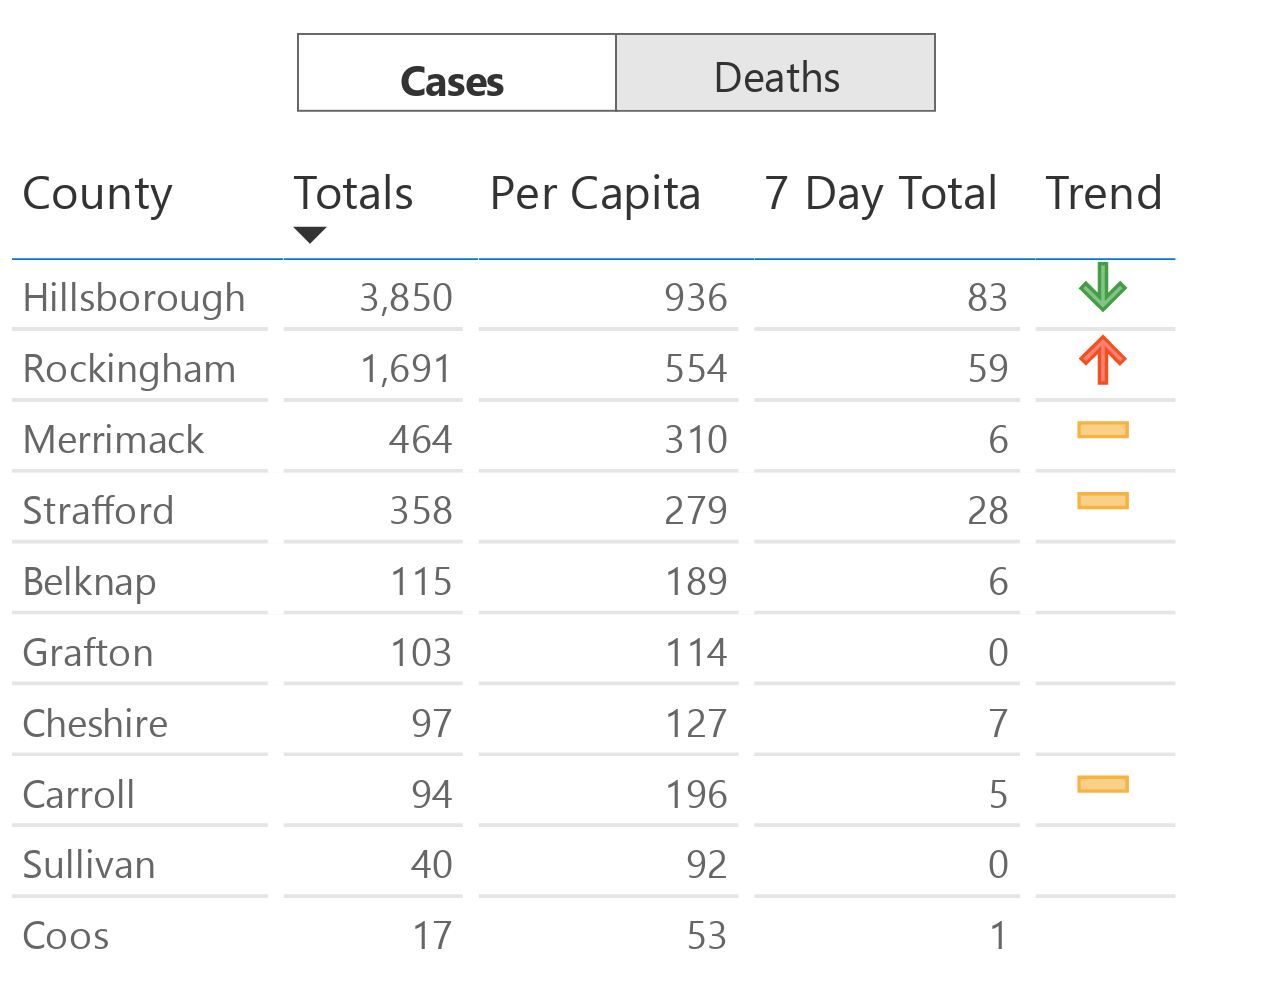 Cases Deaths
County Totals Per Capita 7 Day Total Trend
Hillsborough 3,850 936 83
Rockingham 1,691 554 59
Merrimack 464 310 6
Strafford 358 279 28
Belknap 115 189 6
Grafton 103 114 0
Cheshire 97 127 7
Carroll 94 196 5
Sullivan 40 92 0
Coos 17 53 1